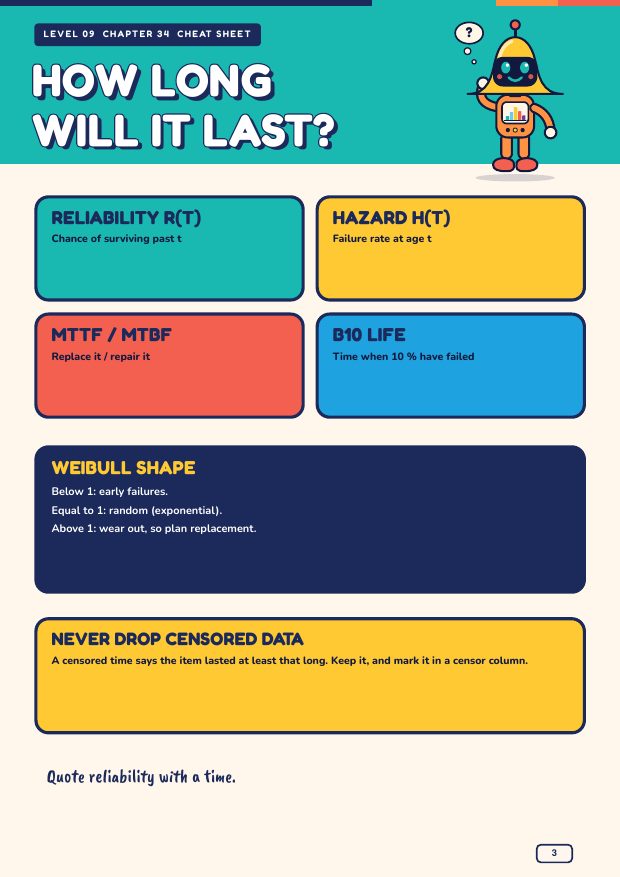 LEVEL 09 CHAPTER 34 CHEAT SHEET
?
HOW LONG
WILL IT LAST?
RELIABILITY R(T)
Chance of surviving past t
HAZARD H(T)
Failure rate at age t
MTTF / MTBF
Replace it / repair it
B10 LIFE
Time when 10 % have failed
WEIBULL SHAPE
Below 1: early failures.
Equal to 1: random (exponential).
Above 1: wear out, so plan replacement.
NEVER DROP CENSORED DATA
A censored time says the item lasted at least that long. Keep it, and mark it in a censor column.
Quote reliability with a time.
3